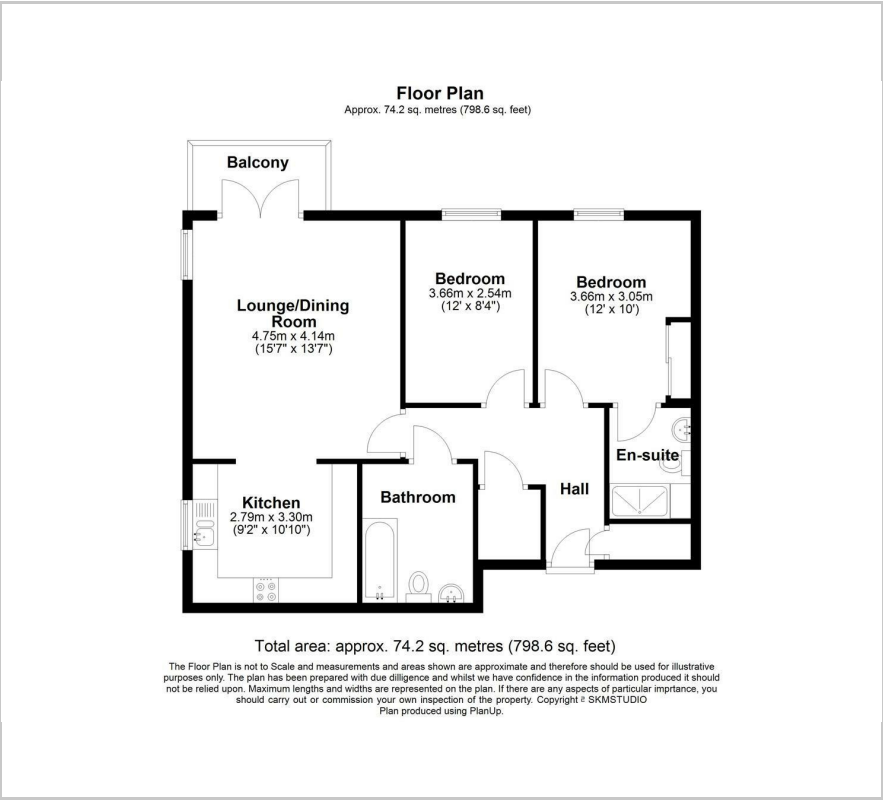 Floor Plan
Approx. 74.2 sq. metres (798.6 sq. feet)
Balcony
Lounge/Dining
Room
4.75m x 4.14m
(15'7" x 13'7")
Bedroom
3.66m x 2.54m
(12' x 8'4")
Bedroom
3.66m x 3.05m
(12' x 10')
En-suite
Hall
Bathroom
Kitchen
2.79m x 3.30m
(9'2" x 10'10")
Total area: approx. 74.2 sq. metres (798.6 sq. feet)
The Floor Plan is not to Scale and measurements and areas shown are approximate and therefore should be used for illustrative
purposes only. The plan has been prepared with due dilligence and whilst we have confidence in the information produced it should
not be relied upon. Maximum lengths and widths are represented on the plan. If there are any aspects of particular imprtance, you
should carry out or commission your own inspection of the property. Copyright SKMSTUDIO
Plan produced using PlanUp.